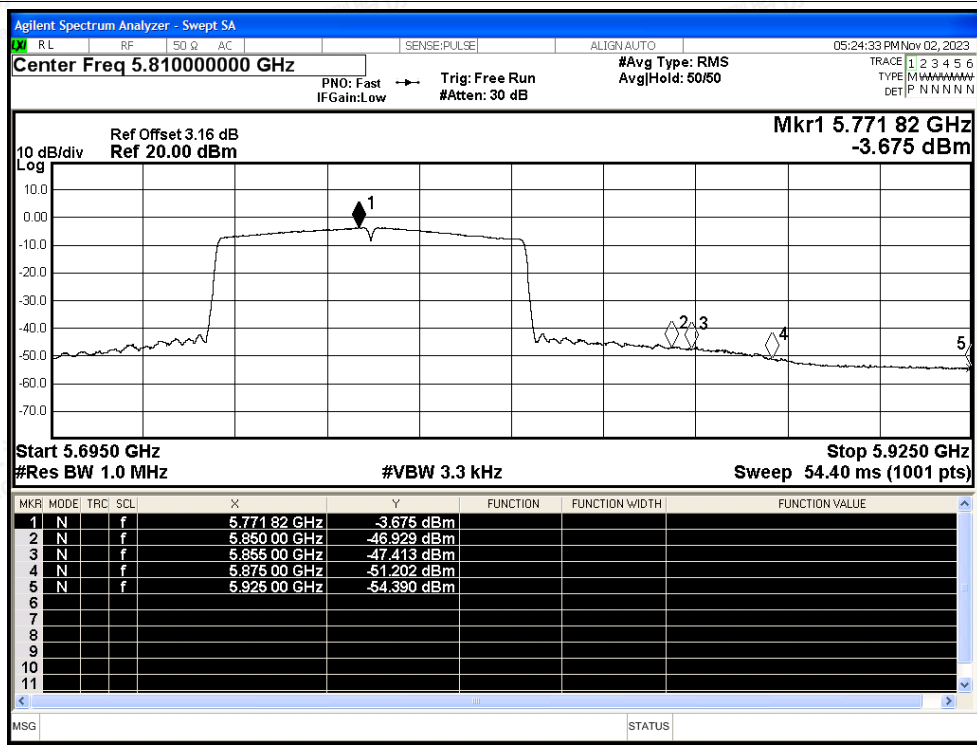 Agilent Spectrum Analyzer - Swept SA
LXI RL RF 50 Ω AC SENSE:PULSE ALIGN AUTO 05:24:33 PM Nov 02, 2023
Center Freq 5.810000000 GHz #Avg Type: RMS TRACE 1 2 3 4 5 6
PNO: Fast Trig: Free Run Avg|Hold: 50/50 TYPE M WWWWW
IFGain:Low #Atten: 30 dB DET P N N N N N
Mkr1 5.771 82 GHz
-3.675 dBm
Ref Offset 3.16 dB
10 dB/div Ref 20.00 dBm
Log
10.0
0.00
-10.0
-20.0
-30.0
-40.0
-50.0
-60.0
-70.0
1
2
3
4
5
Start 5.6950 GHz Stop 5.9250 GHz
#Res BW 1.0 MHz #VBW 3.3 kHz Sweep 54.40 ms (1001 pts)
MKR MODE TRC SCL X Y FUNCTION FUNCTION WIDTH FUNCTION VALUE
1 N f 5.771 82 GHz -3.675 dBm
2 N f 5.850 00 GHz -46.929 dBm
3 N f 5.855 00 GHz -47.413 dBm
4 N f 5.875 00 GHz -51.202 dBm
5 N f 5.925 00 GHz -54.390 dBm
6
7
8
9
10
11
MSG STATUS